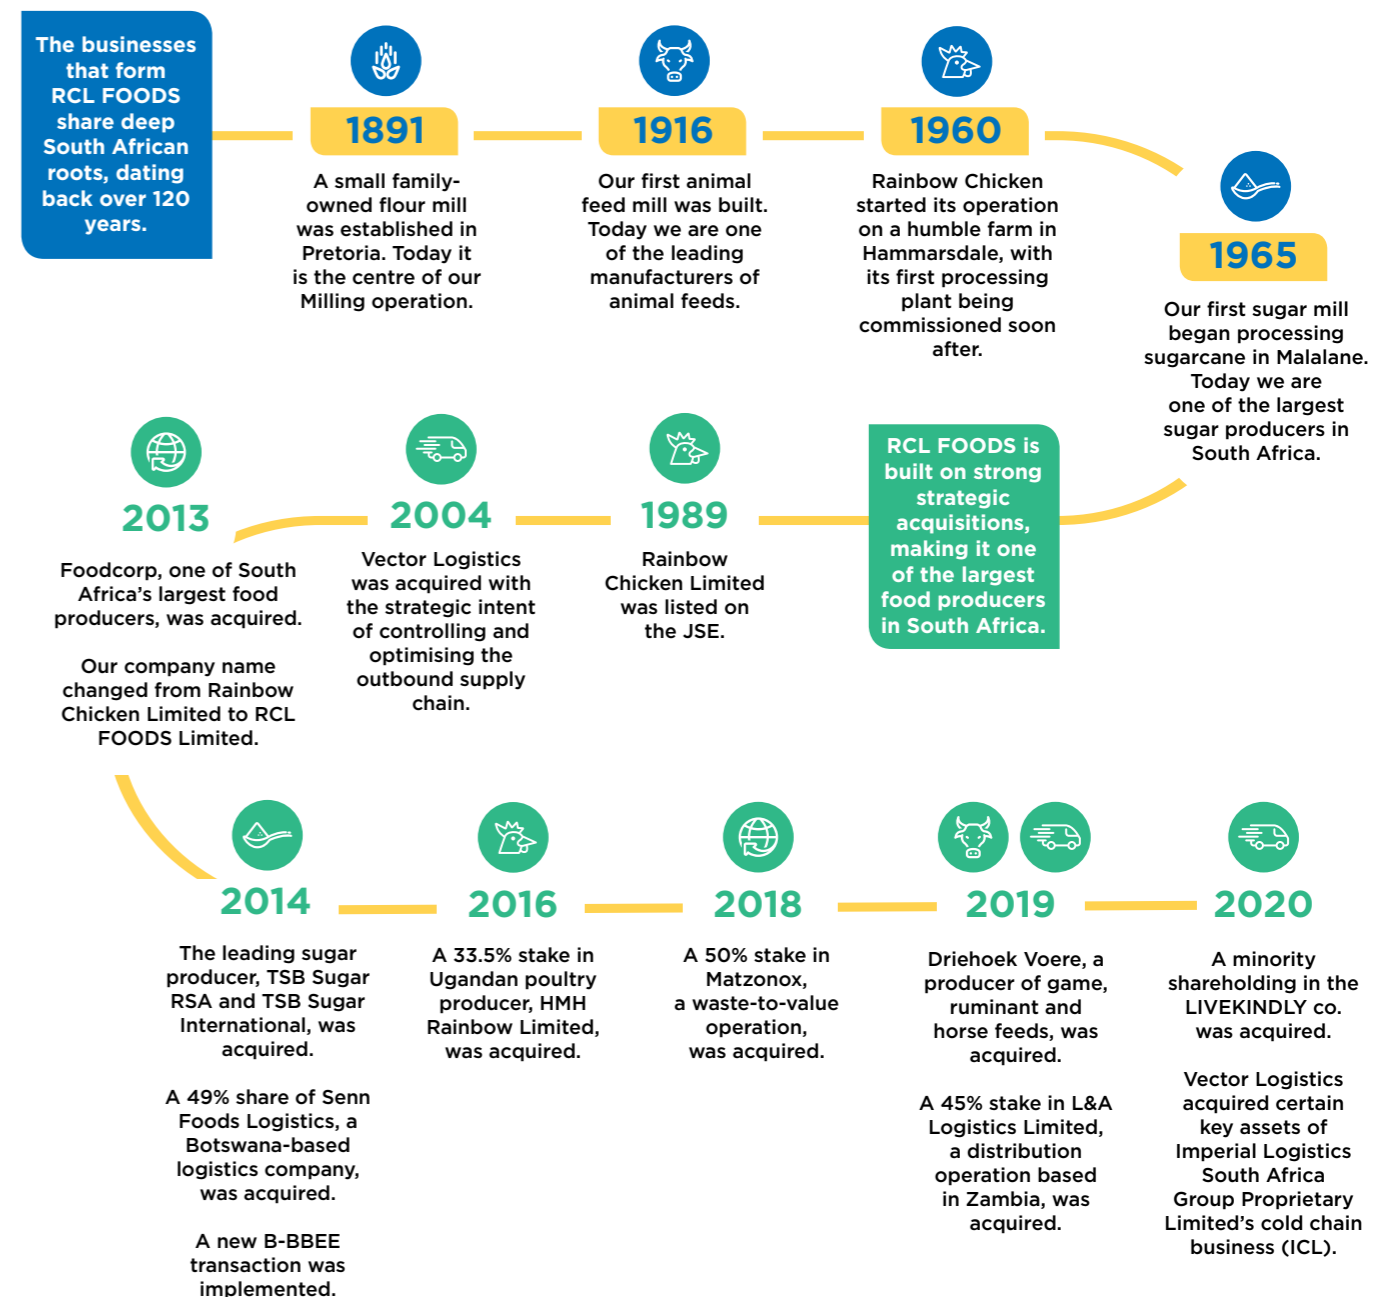 The businesses
that form
RCL FOODS
share deep
South African
roots, dating
back over 120
years.
1891
A small family-
owned flour mill
was established in
Pretoria. Today it
is the centre of our
Milling operation.
1916
Our first animal
feed mill was built.
Today we are one
of the leading
manufacturers of
animal feeds.
1960
Rainbow Chicken
started its operation
on a humble farm in
Hammarsdale, with
its first processing
plant being
commissioned soon
after.
1965
Our first sugar mill
began processing
sugarcane in Malalane.
Today we are
one of the largest
sugar producers in
South Africa.
RCL FOODS is
built on strong
strategic
acquisitions,
making it one
of the largest
food producers
in South Africa.
1989
Rainbow
Chicken Limited
was listed on
the JSE.
2004
Vector Logistics
was acquired with
the strategic intent
of controlling and
optimising the
outbound supply
chain.
2013
Foodcorp, one of South
Africa’s largest food
producers, was acquired.
Our company name
changed from Rainbow
Chicken Limited to RCL
FOODS Limited.
2014
The leading sugar
producer, TSB Sugar
RSA and TSB Sugar
International, was
acquired.
A 49% share of Senn
Foods Logistics, a
Botswana-based
logistics company,
was acquired.
A new B-BBEE
transaction was
implemented.
2016
A 33.5% stake in
Ugandan poultry
producer, HMH
Rainbow Limited,
was acquired.
2018
A 50% stake in
Matzonox,
a waste-to-value
operation,
was acquired.
2019
Driehoek Voere, a
producer of game,
ruminant and
horse feeds, was
acquired.
A 45% stake in L&A
Logistics Limited,
a distribution
operation based
in Zambia, was
acquired.
2020
A minority
shareholding in the
LIVEKINDLY co.
was acquired.
Vector Logistics
acquired certain
key assets of
Imperial Logistics
South Africa
Group Proprietary
Limited’s cold chain
business (ICL).